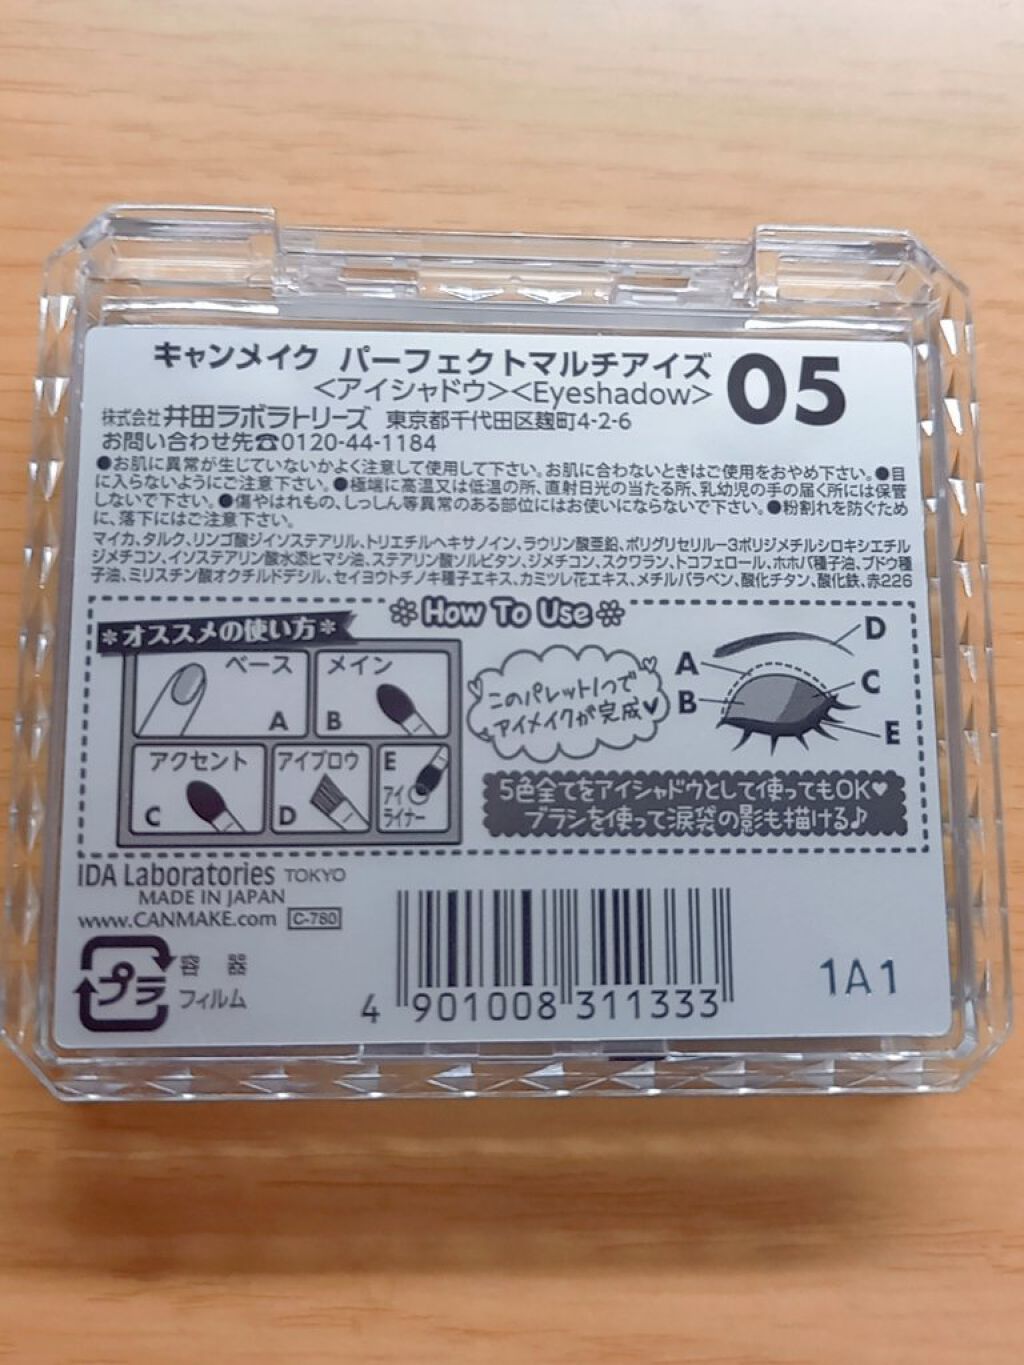 キャンメイク パーフェクトマルチアイズ 05
<アイシャドウ><Eyeshadow>
株式会社 井田ラボラトリーズ 東京都千代田区麹町4-2-6
お問い合わせ先☎0120-44-1184
●お肌に異常が生じていないかよく注意して使用して下さい。お肌に合わないときはご使用をおやめ下さい。●目
に入らないようにご注意下さい。●極端に高温又は低温の所、直射日光の当たる所、乳幼児の手の届く所には保管
しないで下さい。●傷やはれもの、しっしん等異常のある部位にはお使いにならないで下さい。●粉割れを防ぐため
に、落下にはご注意下さい。
マイカ、タルク、リンゴ酸ジイソステアリル、トリエチルヘキサノイン、ラウリン酸亜鉛、ポリグリセリル-3ポリジメチルシロキシエチル
ジメチコン、イソステアリン酸水添ヒマシ油、ステアリン酸ソルビタン、ジメチコン、スクワラン、トコフェロール、ホホバ種子油、ブドウ種
子油、ミリスチン酸オクチルドデシル、セイヨウトチノキ種子エキス、カミツレ花エキス、メチルパラベン、酸化チタン、酸化鉄、赤226
How To Use
*オススメの使い方*
ベース
A
メイン
B
アクセント
C
アイブロウ
D
E
アイ
ライナー
このパレット1つで
アイメイクが完成♥
A
B
D
C
E
5色全てをアイシャドウとして使ってもOK♥
ブラシを使って涙袋の影も描ける♪
IDA Laboratories TOKYO
MADE IN JAPAN
www.CANMAKE.com C-780
プラ
容器
フィルム
4 901008 311333
1A1